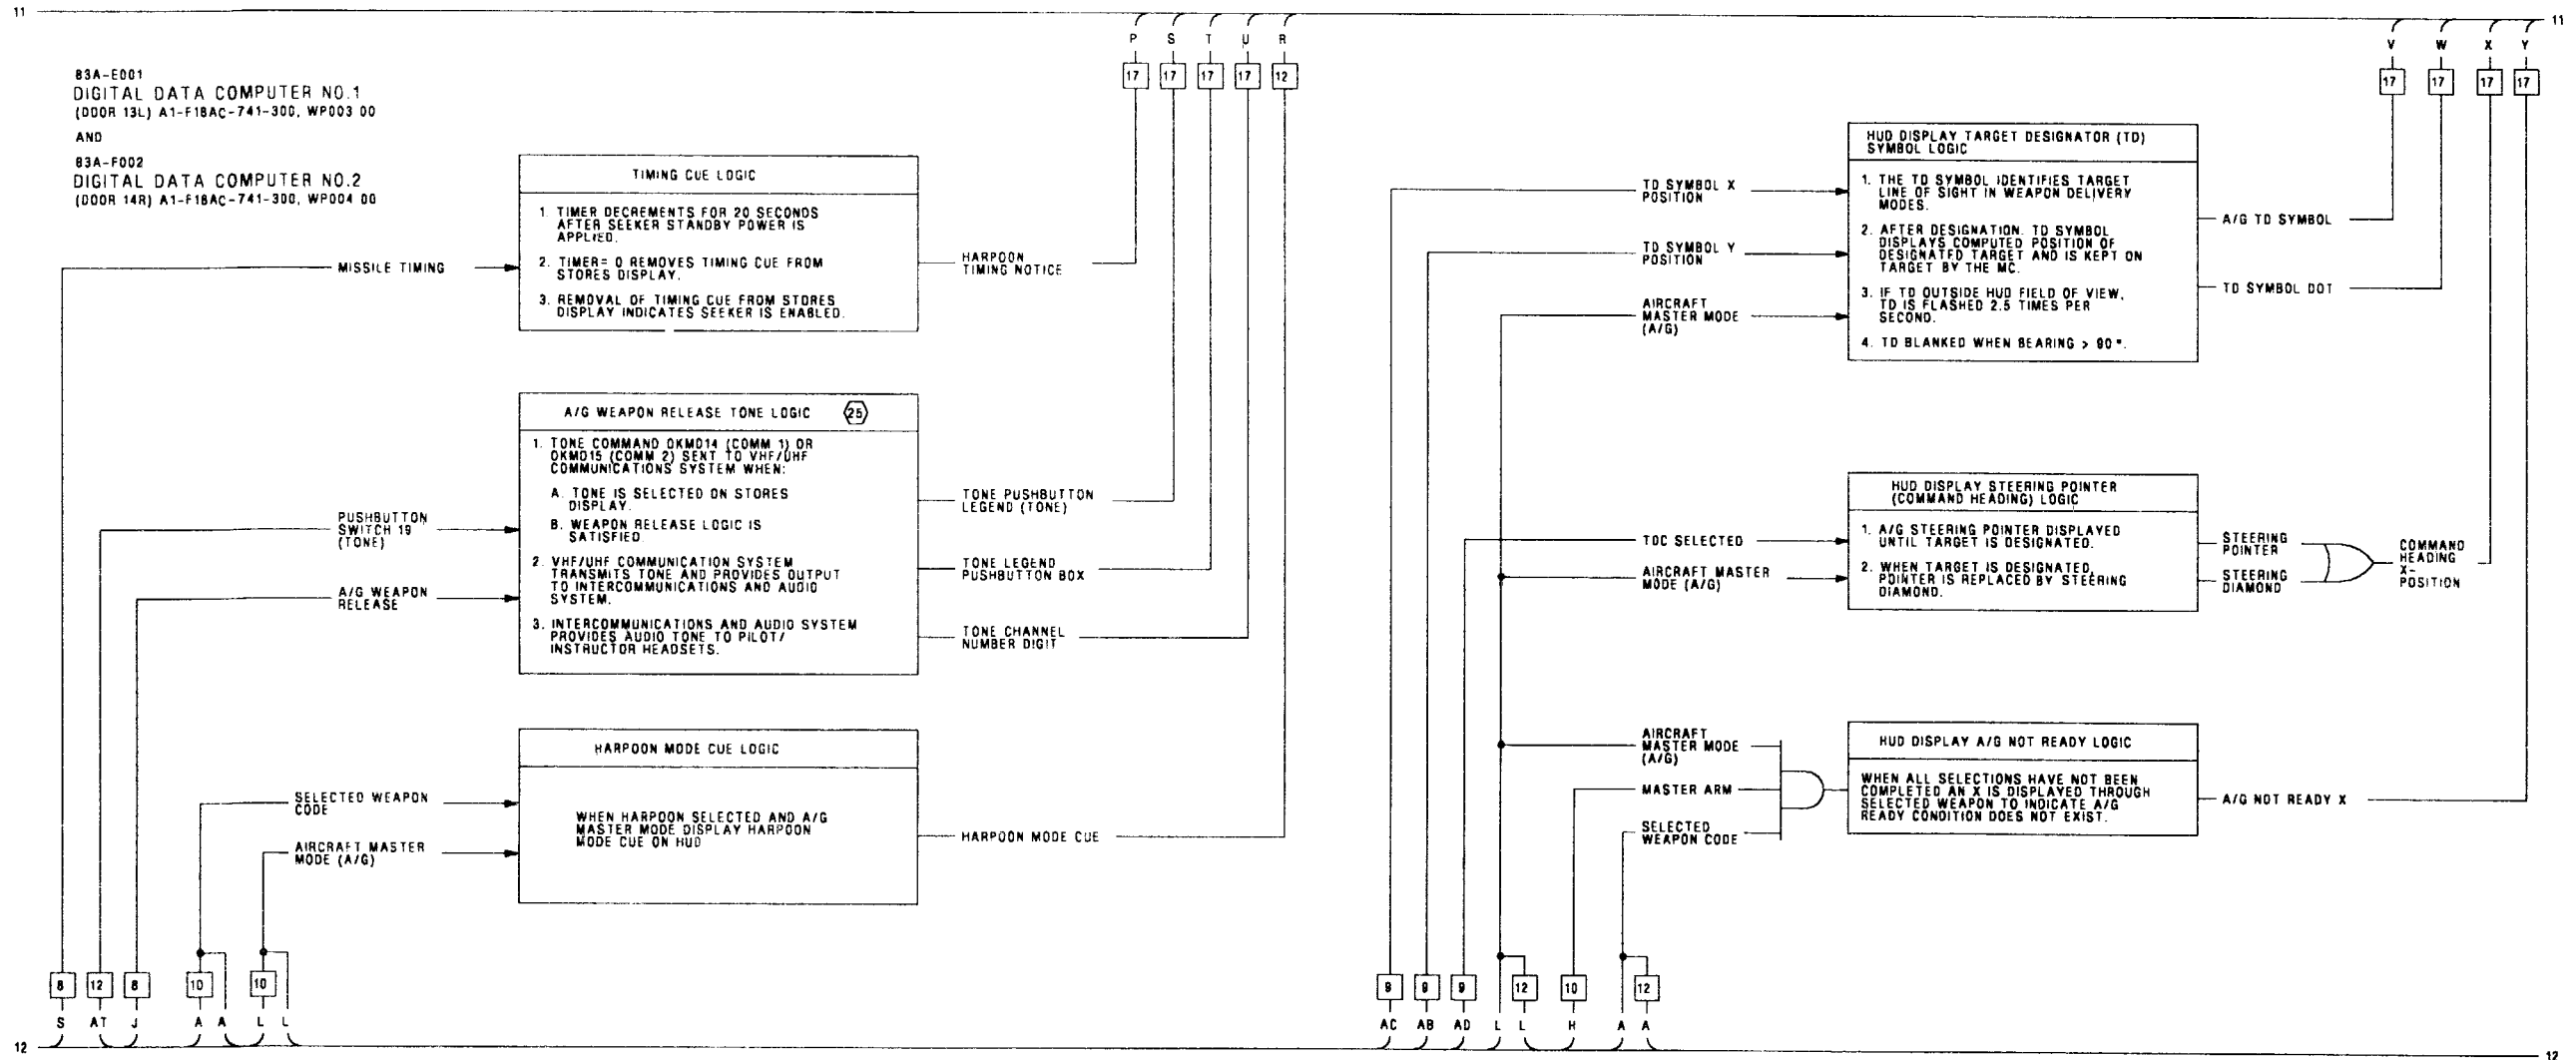 11
11
P S T U R
V W X Y
17 17 17 17 12
17 17 17 17
83A-E001
DIGITAL DATA COMPUTER NO.1
(DOOR 13L) A1-F18AC-741-300, WP003 00
AND
83A-F002
DIGITAL DATA COMPUTER NO.2
(DOOR 14R) A1-F18AC-741-300, WP004 00
TIMING CUE LOGIC
1. TIMER DECREMENTS FOR 20 SECONDS
AFTER SEEKER STANDBY POWER IS
APPLIED.
2. TIMER= 0 REMOVES TIMING CUE FROM
STORES DISPLAY.
3. REMOVAL OF TIMING CUE FROM STORES
DISPLAY INDICATES SEEKER IS ENABLED.
MISSILE TIMING
HARPOON
TIMING NOTICE
A/G WEAPON RELEASE TONE LOGIC 25
1. TONE COMMAND OKM014 (COMM 1) OR
OKM015 (COMM 2) SENT TO VHF/UHF
COMMUNICATIONS SYSTEM WHEN:
A. TONE IS SELECTED ON STORES
DISPLAY.
B. WEAPON RELEASE LOGIC IS
SATISFIED.
2. VHF/UHF COMMUNICATION SYSTEM
TRANSMITS TONE AND PROVIDES OUTPUT
TO INTERCOMMUNICATIONS AND AUDIO
SYSTEM.
3. INTERCOMMUNICATIONS AND AUDIO SYSTEM
PROVIDES AUDIO TONE TO PILOT/
INSTRUCTOR HEADSETS.
PUSHBUTTON
SWITCH 19
(TONE)
A/G WEAPON
RELEASE
TONE PUSHBUTTON
LEGEND (TONE)
TONE LEGEND
PUSHBUTTON BOX
TONE CHANNEL
NUMBER DIGIT
HARPOON MODE CUE LOGIC
WHEN HARPOON SELECTED AND A/G
MASTER MODE DISPLAY HARPOON
MODE CUE ON HUD
SELECTED WEAPON
CODE
AIRCRAFT MASTER
MODE (A/G)
HARPOON MODE CUE
HUD DISPLAY TARGET DESIGNATOR (TD)
SYMBOL LOGIC
1. THE TD SYMBOL IDENTIFIES TARGET
LINE OF SIGHT IN WEAPON DELIVERY
MODES.
2. AFTER DESIGNATION. TD SYMBOL
DISPLAYS COMPUTED POSITION OF
DESIGNATED TARGET AND IS KEPT ON
TARGET BY THE MC.
3. IF TD OUTSIDE HUD FIELD OF VIEW,
TD IS FLASHED 2.5 TIMES PER
SECOND.
4. TD BLANKED WHEN BEARING > 90°.
TD SYMBOL X
POSITION
TD SYMBOL Y
POSITION
AIRCRAFT
MASTER MODE
(A/G)
A/G TD SYMBOL
TD SYMBOL DOT
HUD DISPLAY STEERING POINTER
(COMMAND HEADING) LOGIC
1. A/G STEERING POINTER DISPLAYED
UNTIL TARGET IS DESIGNATED.
2. WHEN TARGET IS DESIGNATED,
POINTER IS REPLACED BY STEERING
DIAMOND.
TDC SELECTED
AIRCRAFT MASTER
MODE (A/G)
STEERING
POINTER
STEERING
DIAMOND
COMMAND
HEADING
X-
POSITION
HUD DISPLAY A/G NOT READY LOGIC
WHEN ALL SELECTIONS HAVE NOT BEEN
COMPLETED AN X IS DISPLAYED THROUGH
SELECTED WEAPON TO INDICATE A/G
READY CONDITION DOES NOT EXIST.
AIRCRAFT
MASTER MODE
(A/G)
MASTER ARM
SELECTED
WEAPON CODE
A/G NOT READY X
8 12 8 10 10
S AT J A A L L
9 9 9 12 10 12
AC AB AD L L H A A
12
12